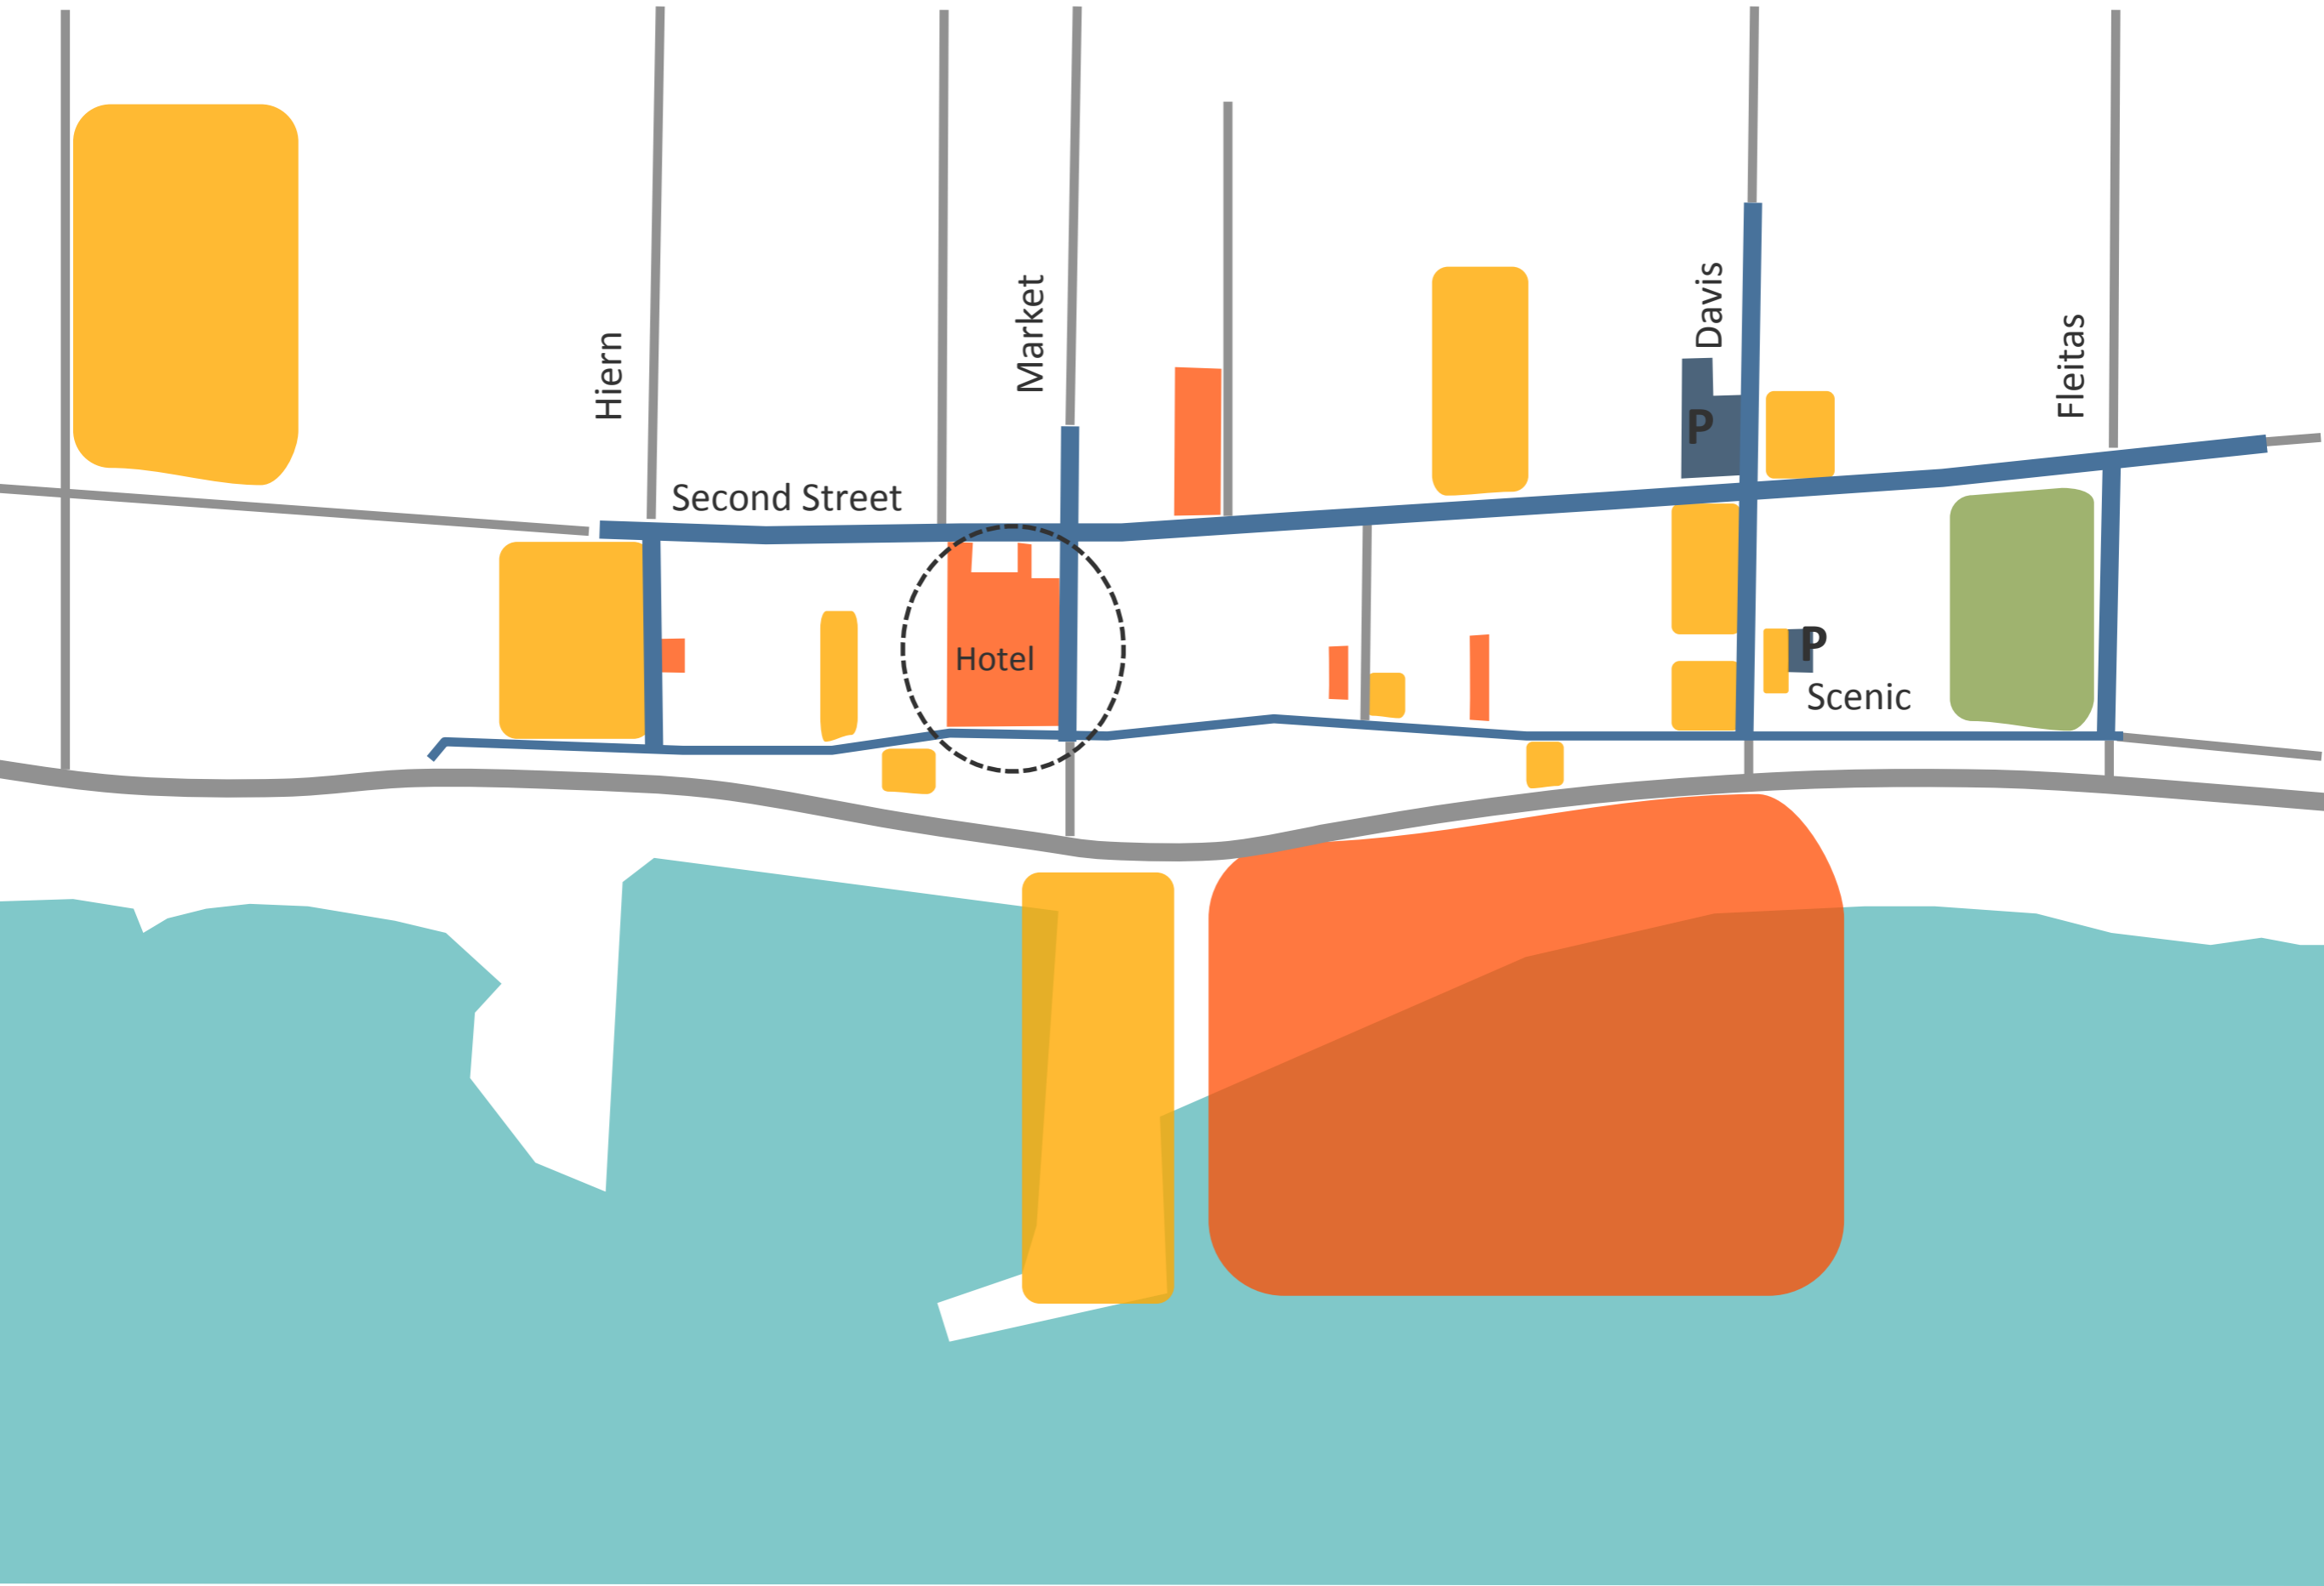 Hiern
Market
Davis
Fleitas
P
Second Street
Hotel
P
Scenic